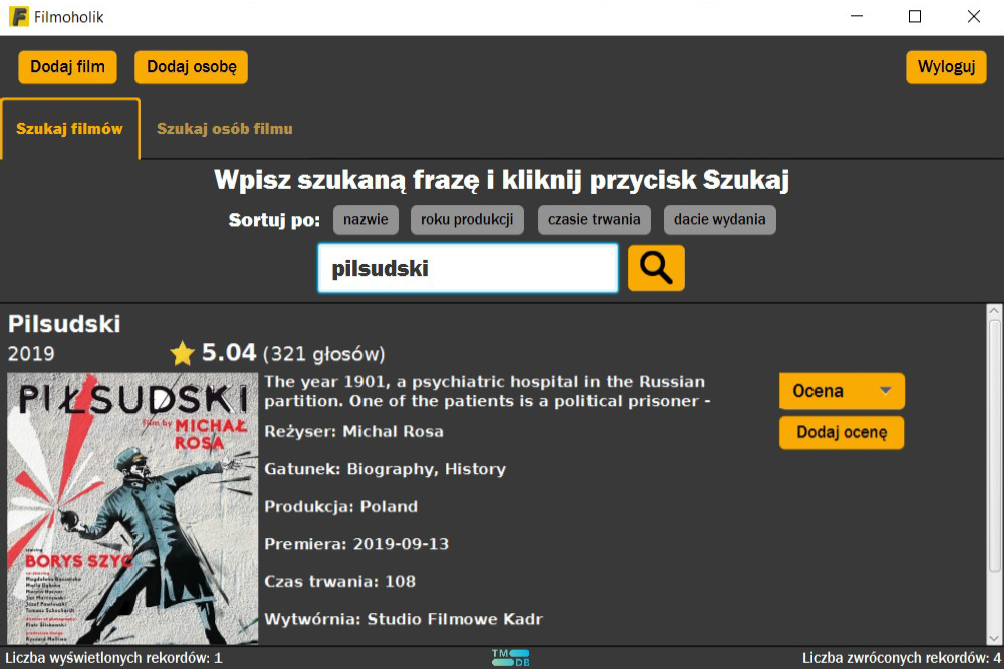 Filmoholik
Dodaj film
Dodaj osobę
Wyloguj
Szukaj filmów
Szukaj osób filmu
Wpisz szukaną frazę i kliknij przycisk Szukaj
Sortuj po:
nazwie
roku produkcji
czasie trwania
dacie wydania
pilsudski
Pilsudski
2019
5.04 (321 głosów)
PIŁSUDSKI
film by MICHAŁ
ROSA
starring
BORYS SZYC
The year 1901, a psychiatric hospital in the Russian
partition. One of the patients is a political prisoner -
Reżyser: Michal Rosa
Gatunek: Biography, History
Produkcja: Poland
Premiera: 2019-09-13
Czas trwania: 108
Wytwórnia: Studio Filmowe Kadr
Ocena
Dodaj ocenę
Liczba wyświetlonych rekordów: 1
TM
DB
Liczba zwróconych rekordów: 4